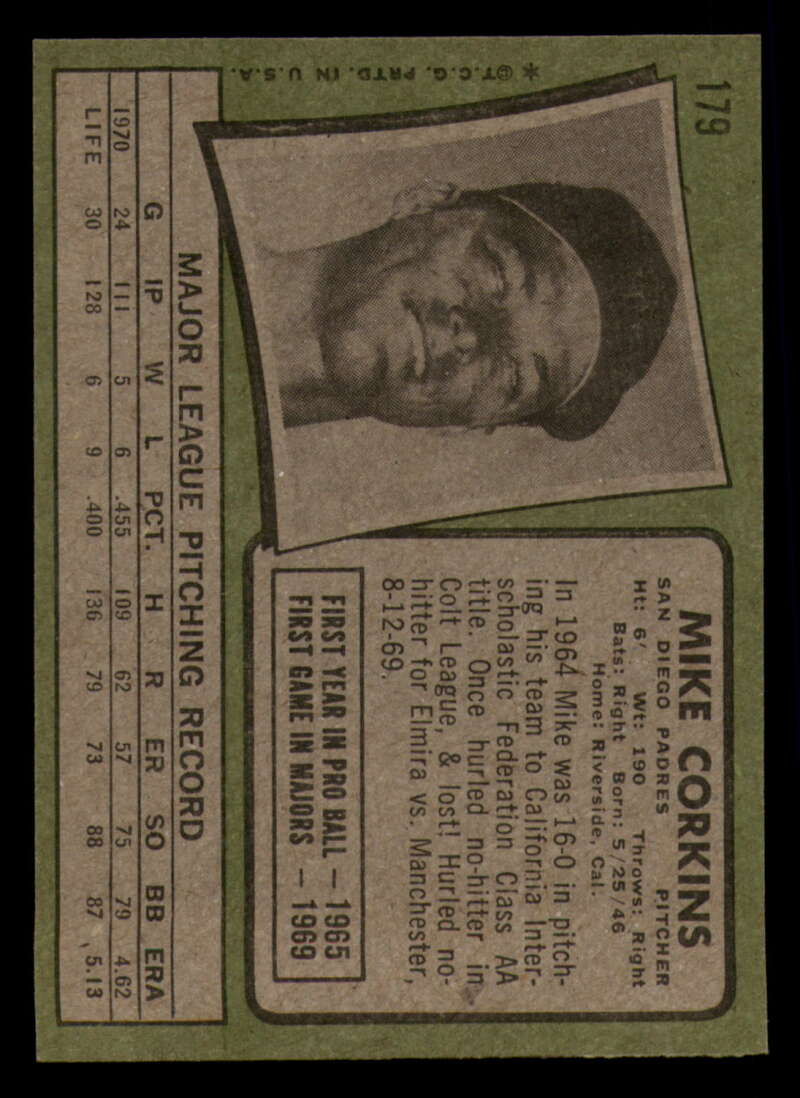 179
MIKE CORKINS
SAN DIEGO PADRES PITCHER
Ht: 6' Wt: 190 Throws: Right
Bats: Right Born: 5/25/46
Home: Riverside, Cal.
In 1964 Mike was 16-0 in pitch-
ing his team to California Inter-
scholastic Federation Class AA
title. Once hurled no-hitter in
Colt League, & lost! Hurled no-
hitter for Elmira vs. Manchester,
8-12-69.
FIRST YEAR IN PRO BALL — 1965
FIRST GAME IN MAJORS — 1969
MAJOR LEAGUE PITCHING RECORD
G IP W L PCT. H R ER SO BB ERA
1970 24 111 5 6 .455 109 62 57 75 79 4.62
LIFE 30 128 6 9 .400 136 79 73 88 87 5.13
* ©T.C.G. PRTD. IN U.S.A.